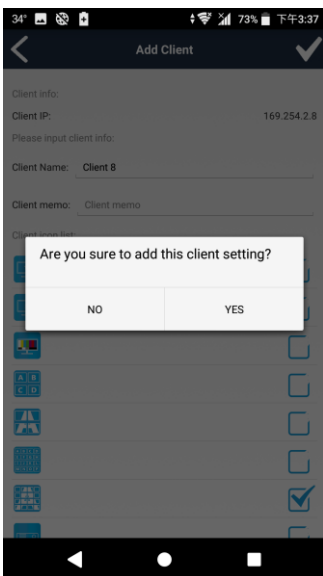 34° 73% 下午3:37
Add Client
Client info:
Client IP: 169.254.2.8
Please input client info:
Client Name: Client 8
Client memo: Client memo
Client icon list:
Are you sure to add this client setting?
NO YES
A B
C D